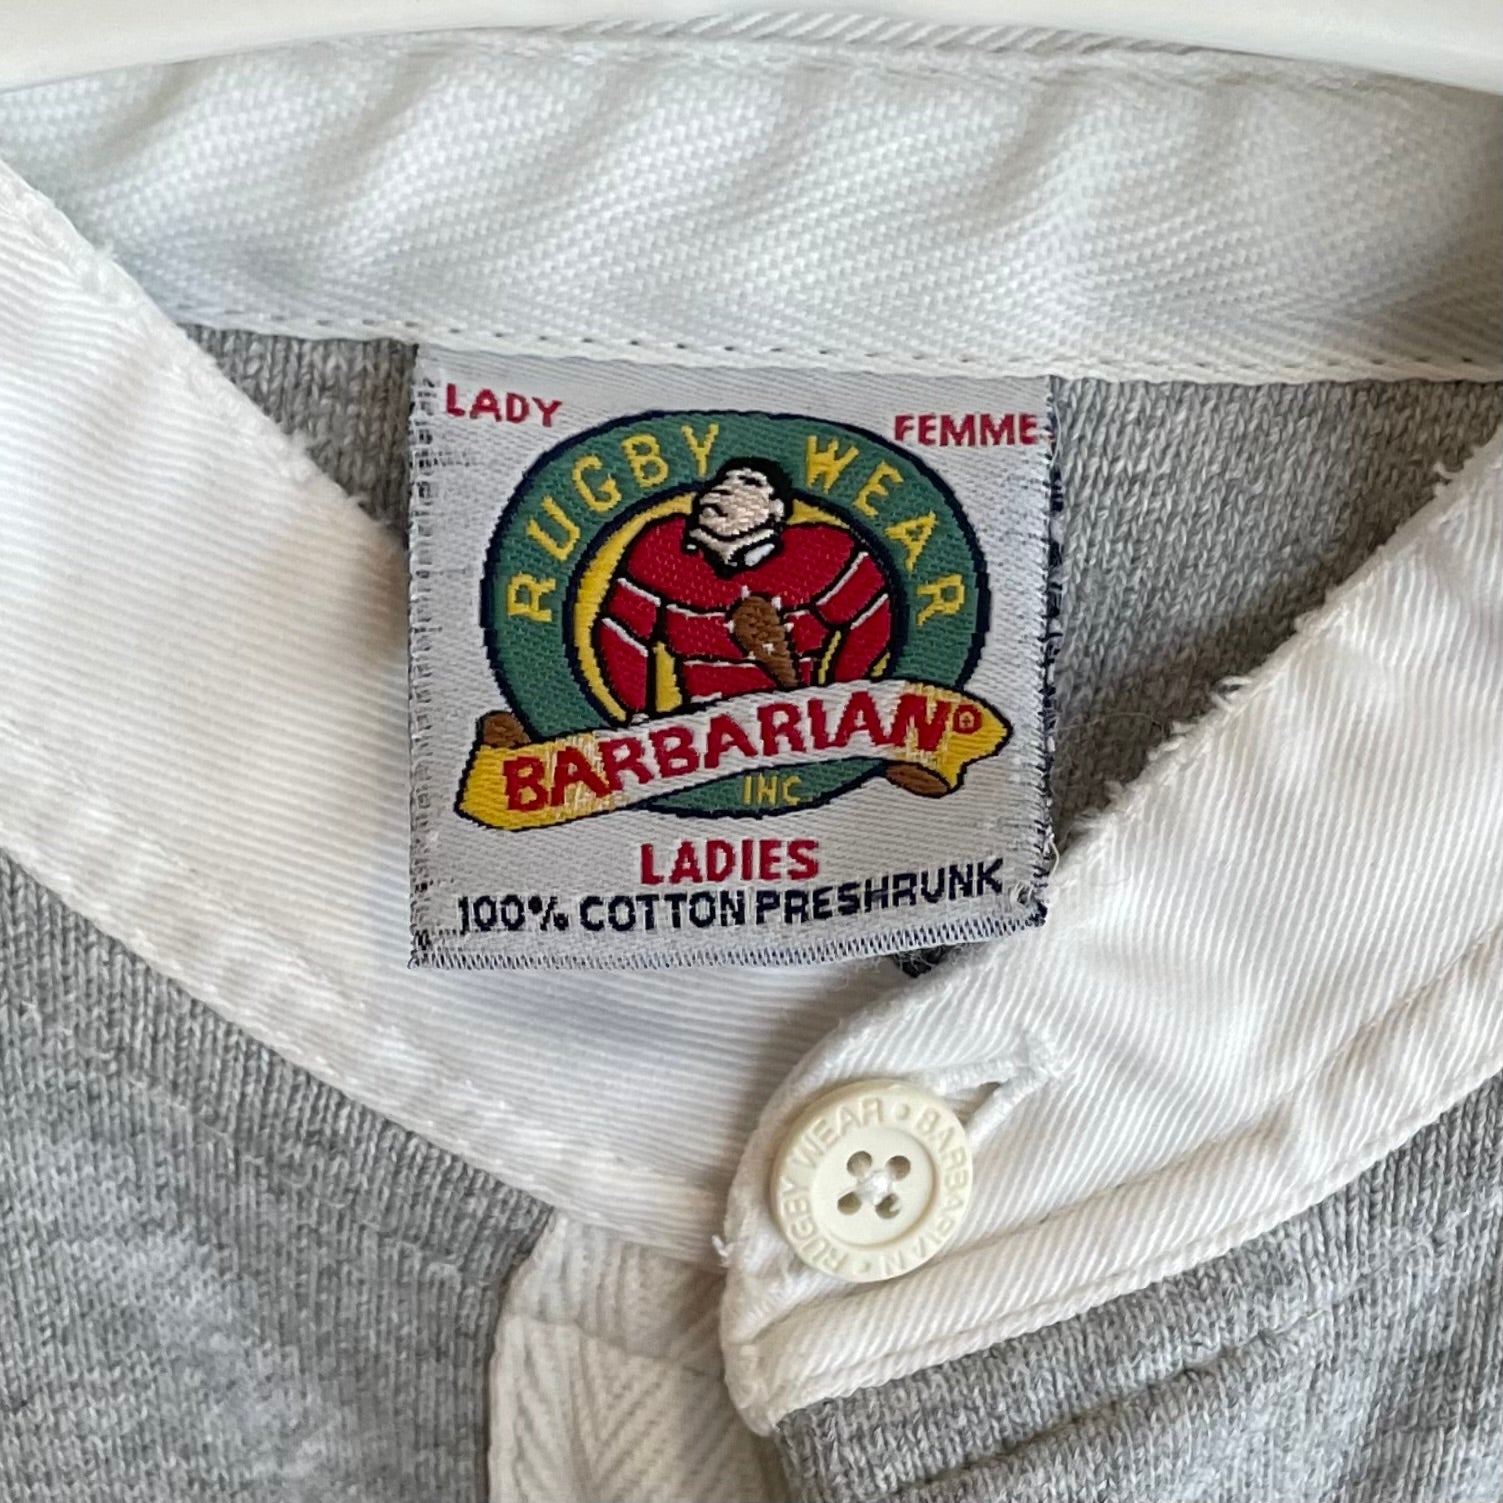 LADY
FEMME
RUGBY WEAR
BARBARIAN®
INC.
LADIES
100% COTTON PRESHRUNK
RUGBY WEAR • BARBARIAN •